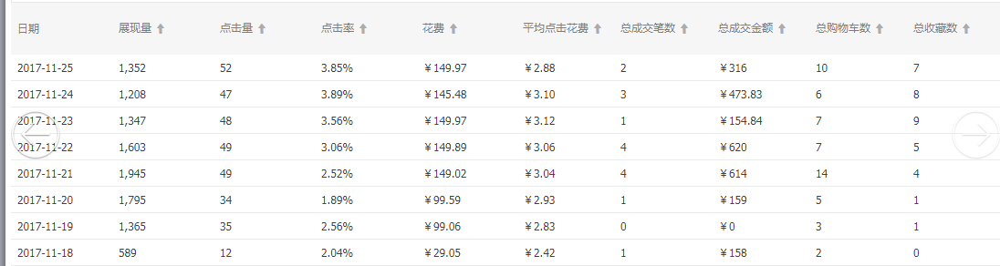 日期 展现量 点击量 点击率 花费 平均点击花费 总成交笔数 总成交金额 总购物车数 总收藏数
2017-11-25 1,352 52 3.85% ￥149.97 ￥2.88 2 ￥316 10 7
2017-11-24 1,208 47 3.89% ￥145.48 ￥3.10 3 ￥473.83 6 8
2017-11-23 1,347 48 3.56% ￥149.97 ￥3.12 1 ￥154.84 7 9
2017-11-22 1,603 49 3.06% ￥149.89 ￥3.06 4 ￥620 7 5
2017-11-21 1,945 49 2.52% ￥149.02 ￥3.04 4 ￥614 14 4
2017-11-20 1,795 34 1.89% ￥99.59 ￥2.93 1 ￥159 5 1
2017-11-19 1,365 35 2.56% ￥99.06 ￥2.83 0 ￥0 3 1
2017-11-18 589 12 2.04% ￥29.05 ￥2.42 1 ￥158 2 0